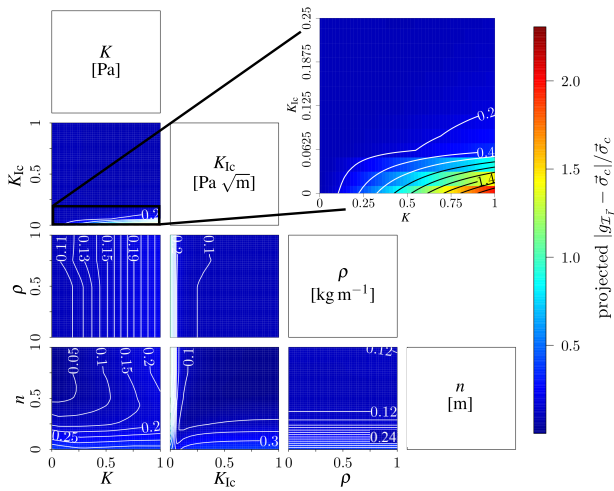 K
[Pa]
0.25
0.1875
0.125
0.0625
0
K_Ic
0.2
0.4
1.4
0
0.25
0.5
0.75
1
K
2.0
1.5
1.0
0.5
projected |g_{ℐ_r̃} − σ⃗_c|/σ⃗_c
1
0.5
0
K_Ic
0.2
K_Ic
[Pa √m]
1
0.5
0
ρ
0.11
0.13
0.15
0.19
0.2
0.1
ρ
[kg m⁻¹]
1
0.5
0
n
0.05
0.1
0.15
0.2
0.2
0.25
0.1
0.3
0.12
0.12
0.24
n
[m]
0 0.5 1
0 0.5 1
0 0.5 1
K K_Ic ρ